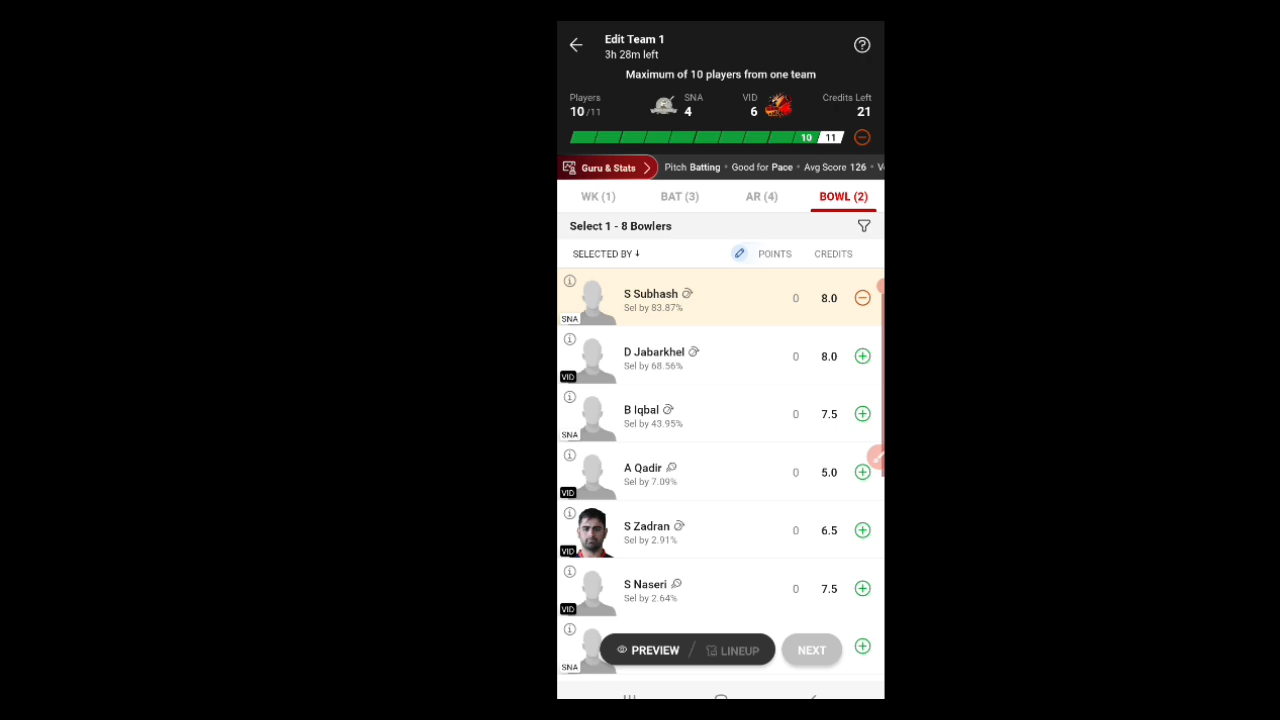 Edit Team 1
3h 28m left
Maximum of 10 players from one team
Players SNA VID Credits Left
10/11 4 6 21
10 11
Guru & Stats Pitch Batting • Good for Pace • Avg Score 126 •
WK (1) BAT (3) AR (4) BOWL (2)
Select 1 - 8 Bowlers
SELECTED BY ↓ POINTS CREDITS
S Subhash 0 8.0
Sel by 83.87%
SNA
D Jabarkhel 0 8.0
Sel by 68.56%
VID
B Iqbal 0 7.5
Sel by 43.95%
SNA
A Qadir 0 5.0
Sel by 7.09%
VID
S Zadran 0 6.5
Sel by 2.91%
VID
S Naseri 0 7.5
Sel by 2.64%
VID
PREVIEW / LINEUP NEXT
SNA